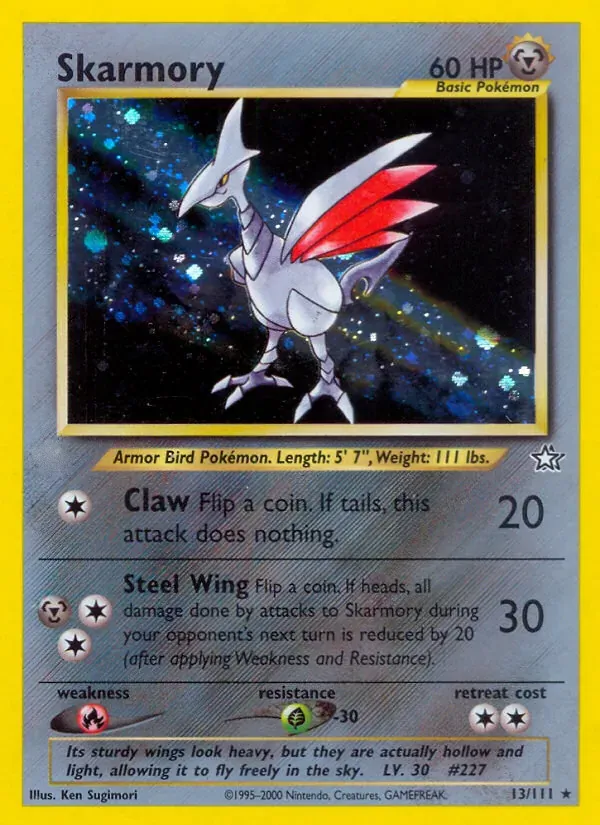 Skarmory
60 HP
Basic Pokémon
Armor Bird Pokémon. Length: 5' 7", Weight: 111 lbs.
Claw Flip a coin. If tails, this
attack does nothing.
20
Steel Wing Flip a coin. If heads, all
damage done by attacks to Skarmory during
your opponent's next turn is reduced by 20
(after applying Weakness and Resistance).
30
weakness
resistance
-30
retreat cost
Its sturdy wings look heavy, but they are actually hollow and
light, allowing it to fly freely in the sky. LV. 30 #227
Illus. Ken Sugimori
©1995-2000 Nintendo, Creatures, GAMEFREAK.
13/111 ★